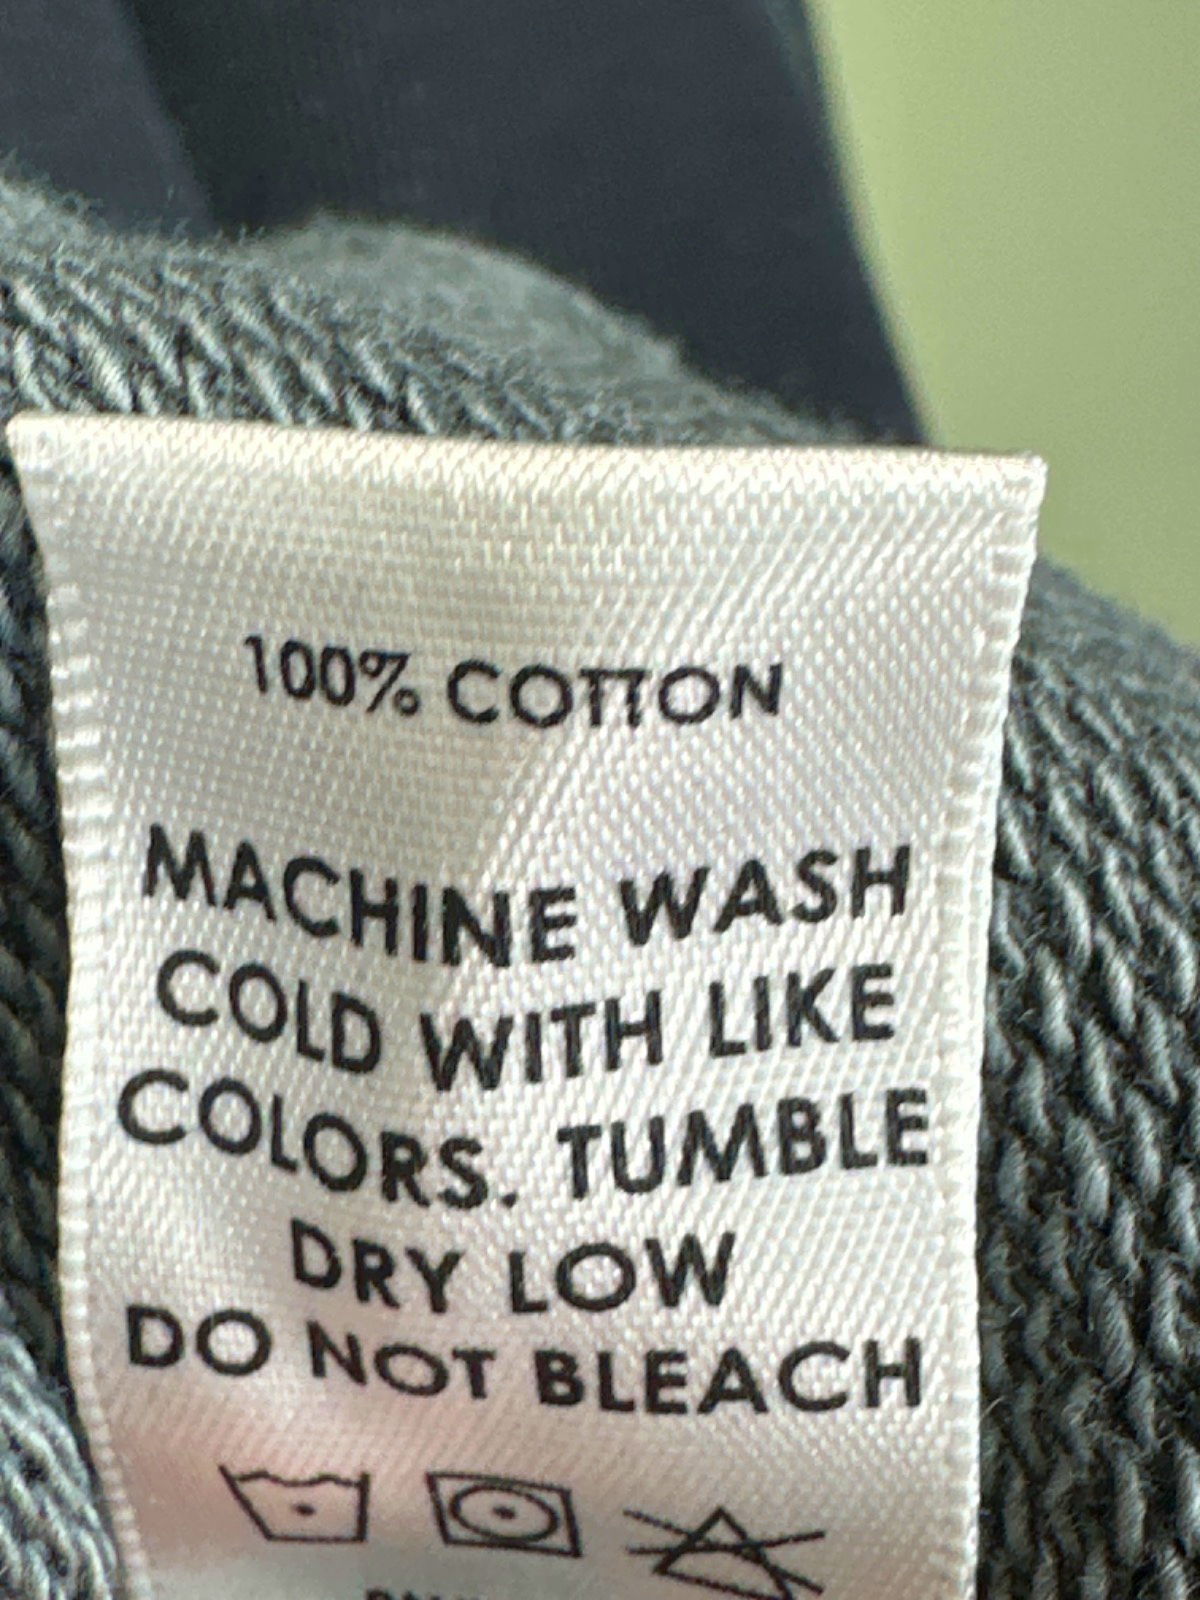 100% COTTON
MACHINE WASH
COLD WITH LIKE
COLORS. TUMBLE
DRY LOW
DO NOT BLEACH